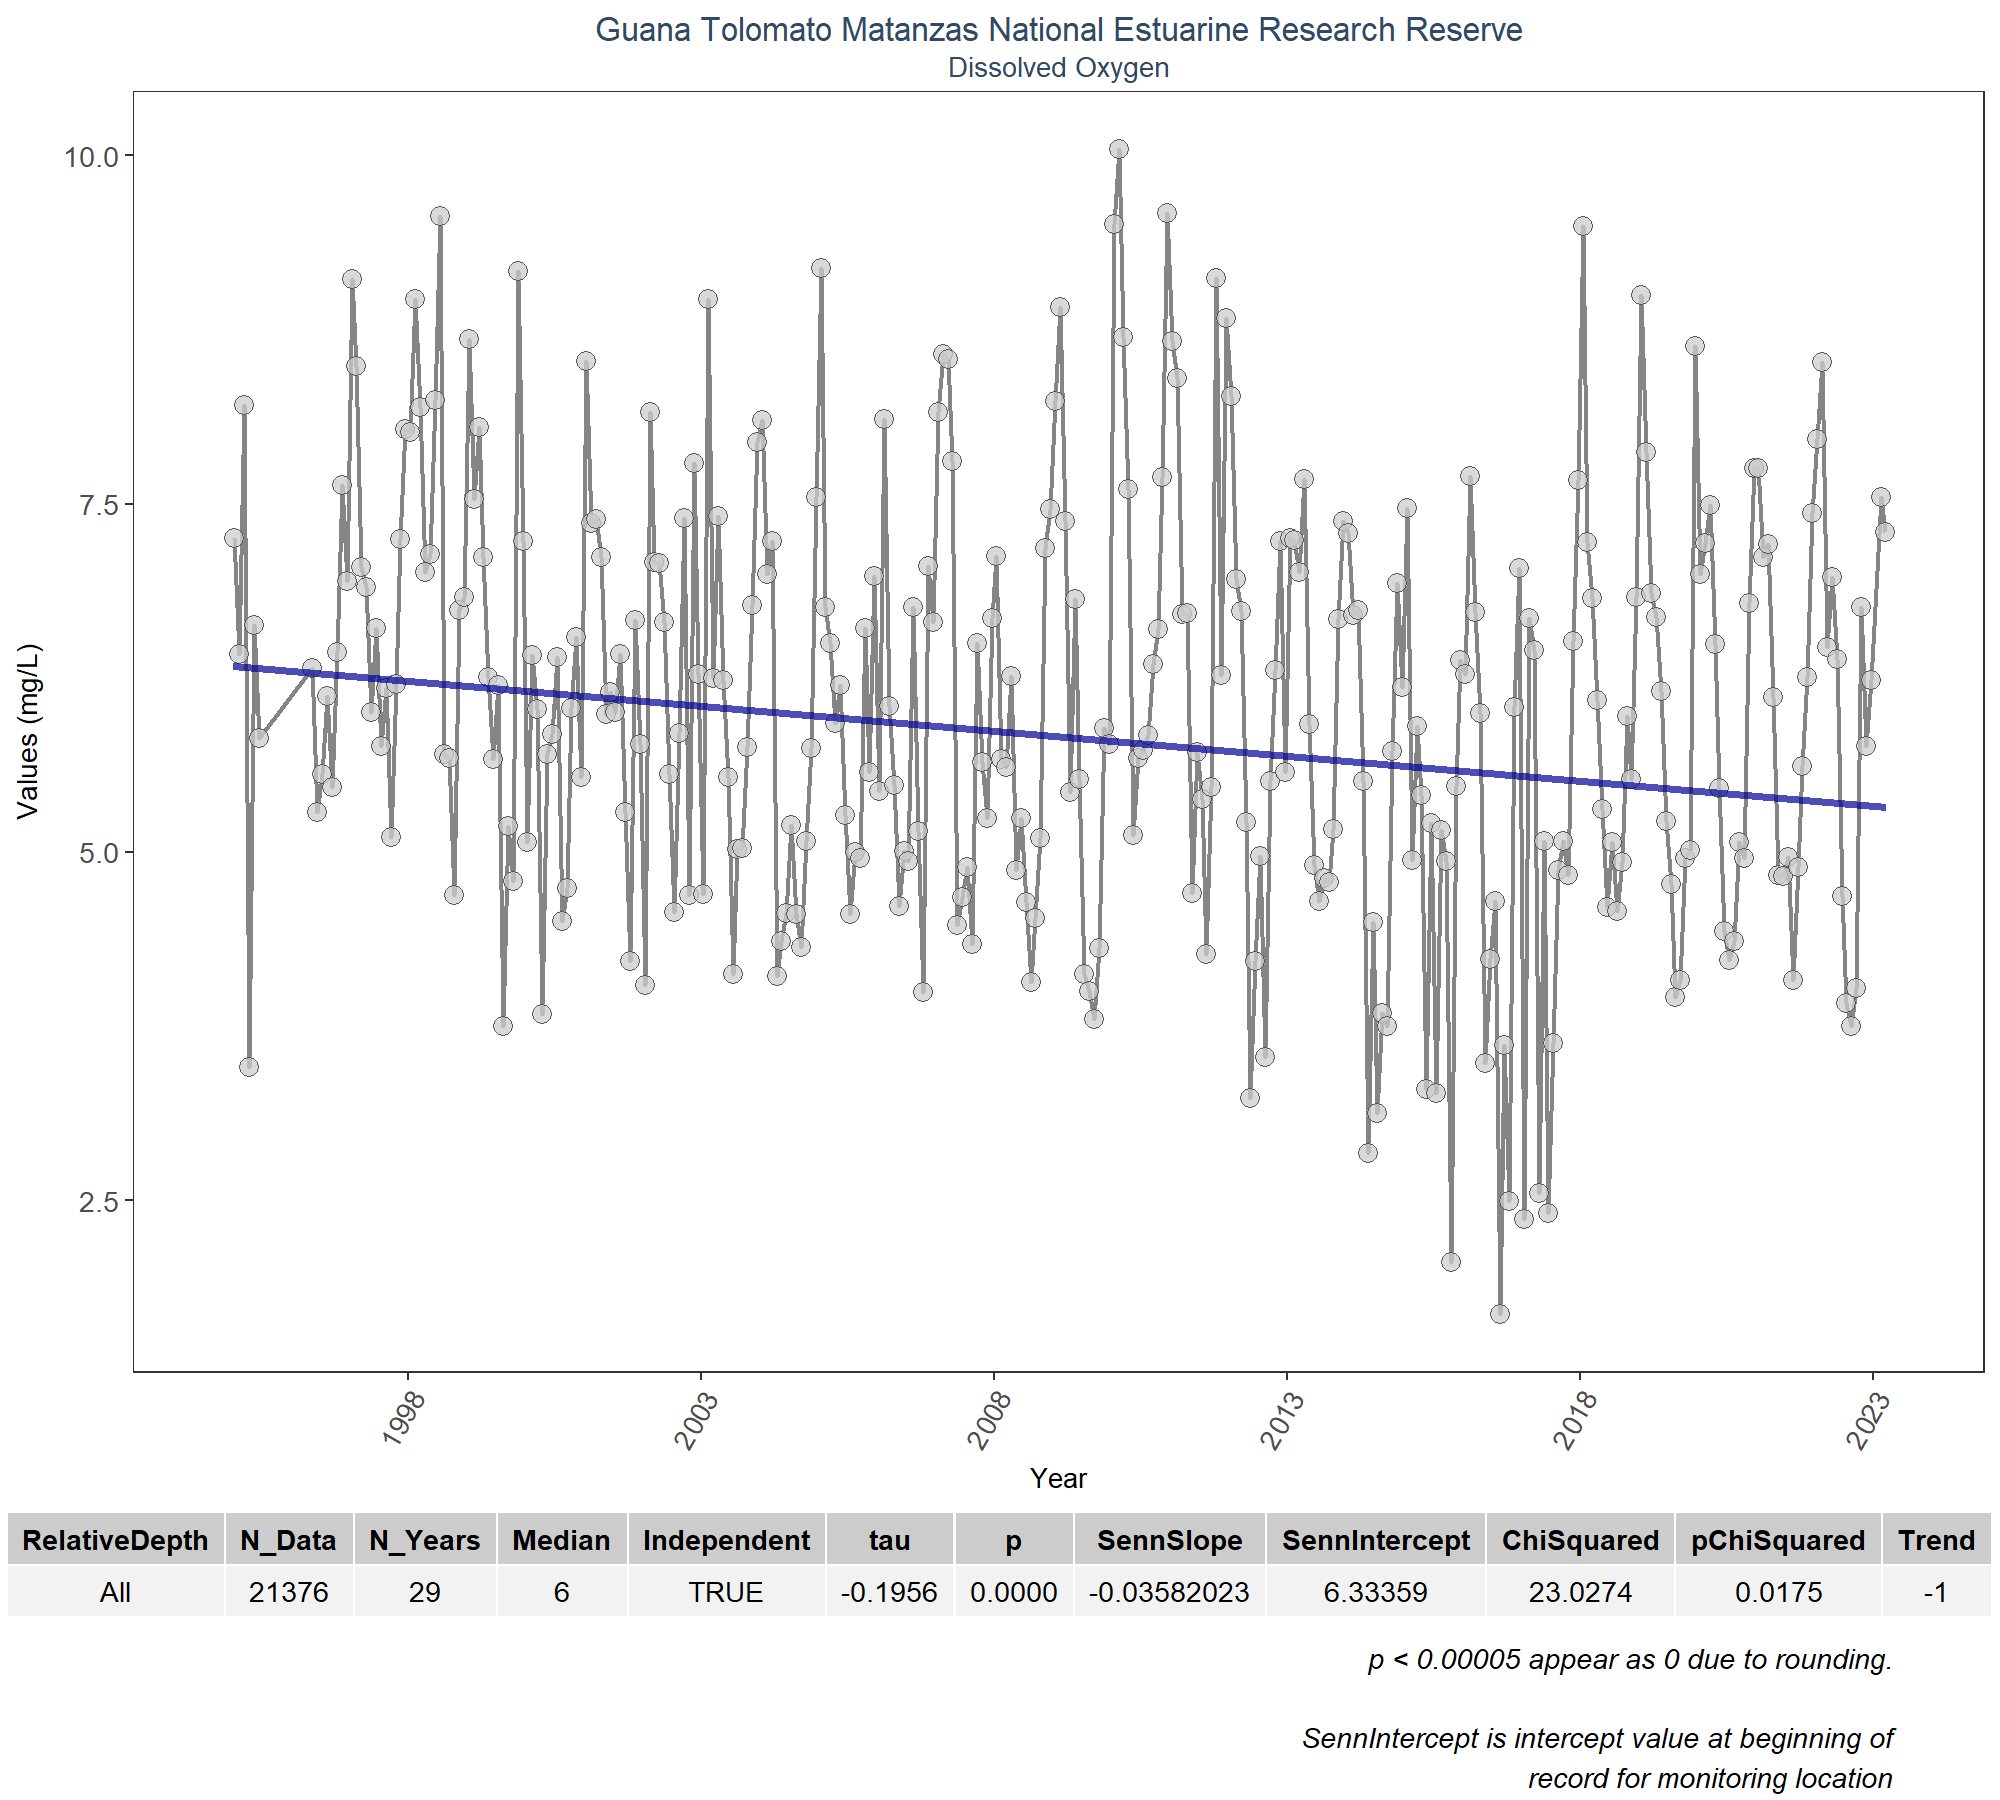 Guana Tolomato Matanzas National Estuarine Research Reserve
Dissolved Oxygen
Values (mg/L)
10.0
7.5
5.0
2.5
1998
2003
2008
2013
2018
2023
Year
RelativeDepth N_Data N_Years Median Independent tau p SennSlope SennIntercept ChiSquared pChiSquared Trend
All 21376 29 6 TRUE -0.1956 0.0000 -0.03582023 6.33359 23.0274 0.0175 -1
p < 0.00005 appear as 0 due to rounding.
SennIntercept is intercept value at beginning of
record for monitoring location